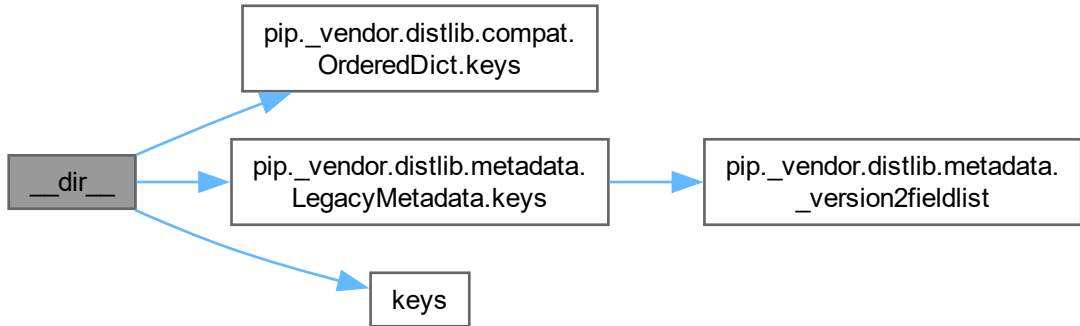 pip._vendor.distlib.compat.
OrderedDict.keys
__dir__
pip._vendor.distlib.metadata.
LegacyMetadata.keys
pip._vendor.distlib.metadata.
_version2fieldlist
keys